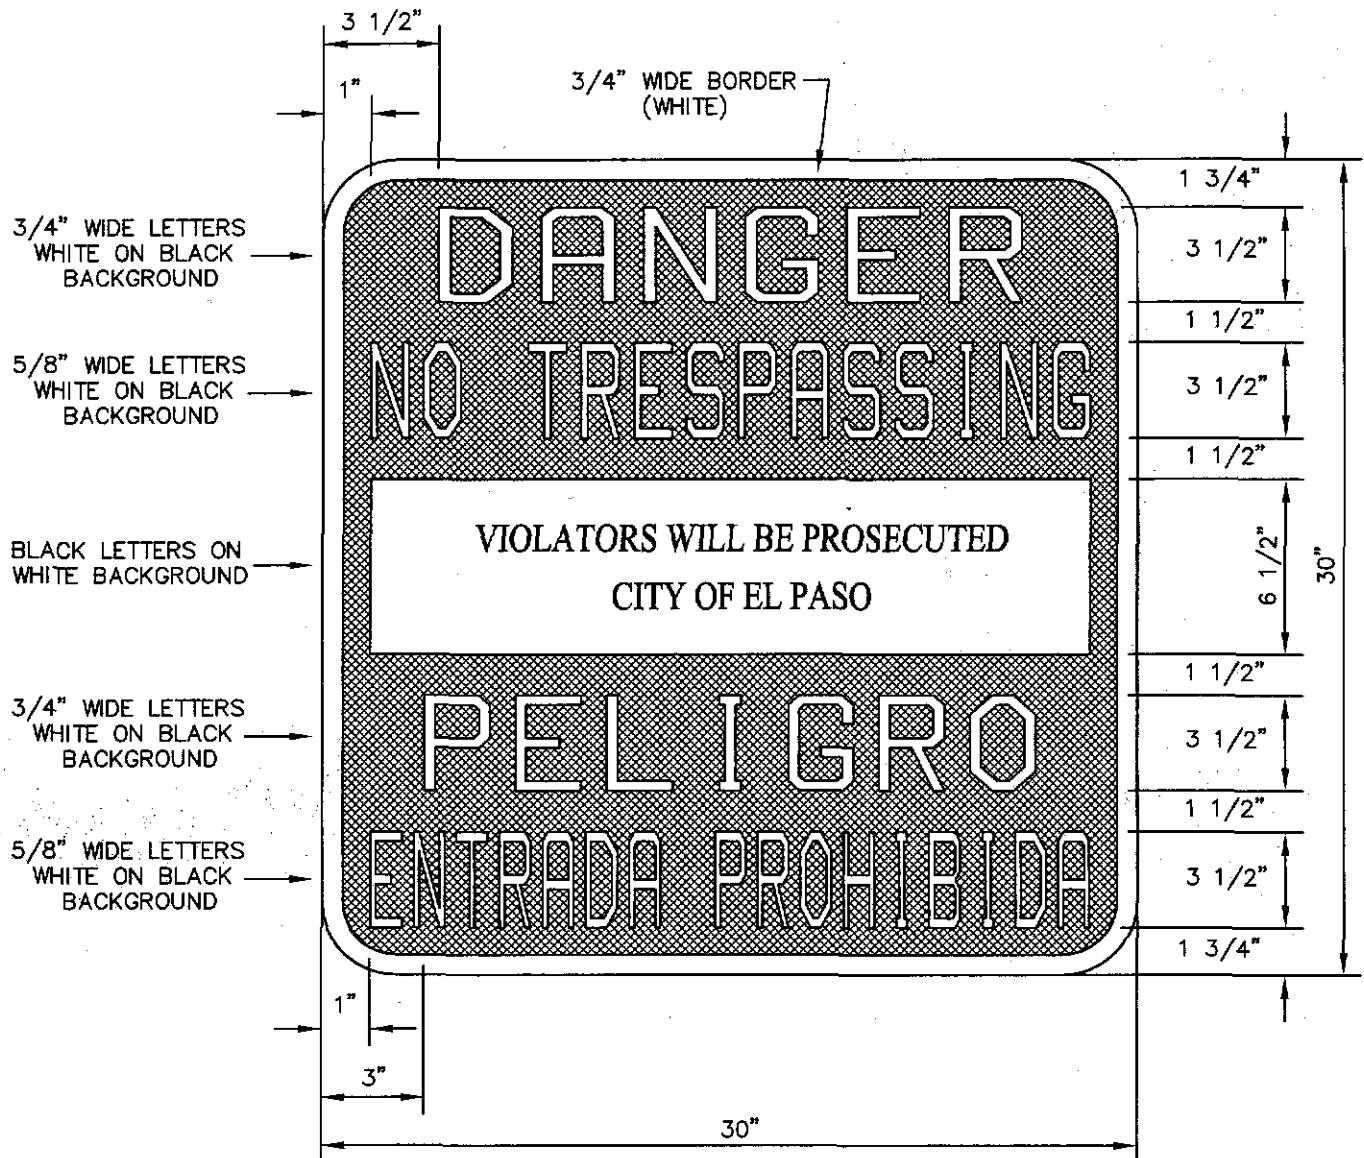 3 1/2"
1"
3/4" WIDE BORDER
(WHITE)
1 3/4"
3/4" WIDE LETTERS
WHITE ON BLACK
BACKGROUND
DANGER
3 1/2"
1 1/2"
5/8" WIDE LETTERS
WHITE ON BLACK
BACKGROUND
NO TRESPASSING
3 1/2"
1 1/2"
BLACK LETTERS ON
WHITE BACKGROUND
VIOLATORS WILL BE PROSECUTED
CITY OF EL PASO
6 1/2"
30"
1 1/2"
3/4" WIDE LETTERS
WHITE ON BLACK
BACKGROUND
PELIGRO
3 1/2"
1 1/2"
5/8" WIDE LETTERS
WHITE ON BLACK
BACKGROUND
ENTRADA PROHIBIDA
3 1/2"
1 3/4"
1"
3"
30"